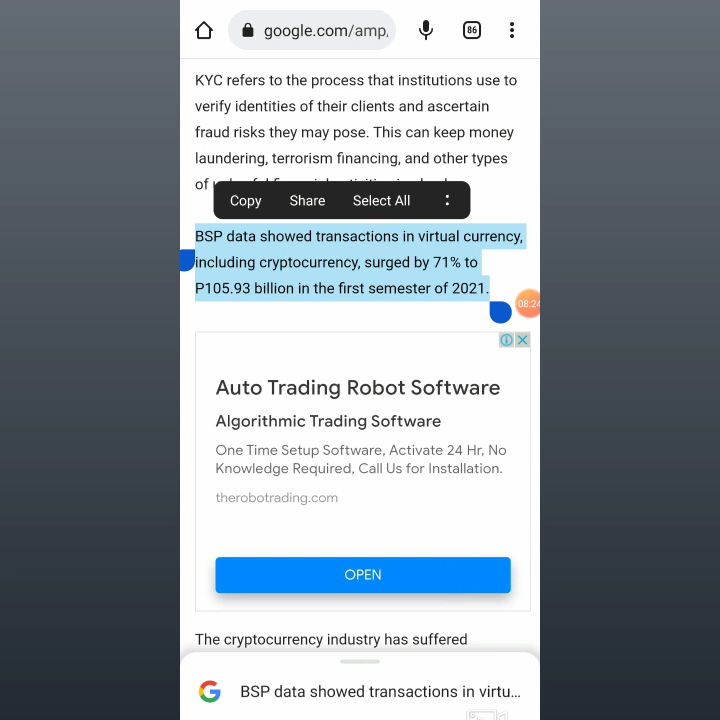 google.com/amp,
86
KYC refers to the process that institutions use to
verify identities of their clients and ascertain
fraud risks they may pose. This can keep money
laundering, terrorism financing, and other types
of
Copy Share Select All
BSP data showed transactions in virtual currency,
including cryptocurrency, surged by 71% to
P105.93 billion in the first semester of 2021.
08:24
Auto Trading Robot Software
Algorithmic Trading Software
One Time Setup Software, Activate 24 Hr, No
Knowledge Required, Call Us for Installation.
therobotrading.com
OPEN
The cryptocurrency industry has suffered
BSP data showed transactions in virtu...